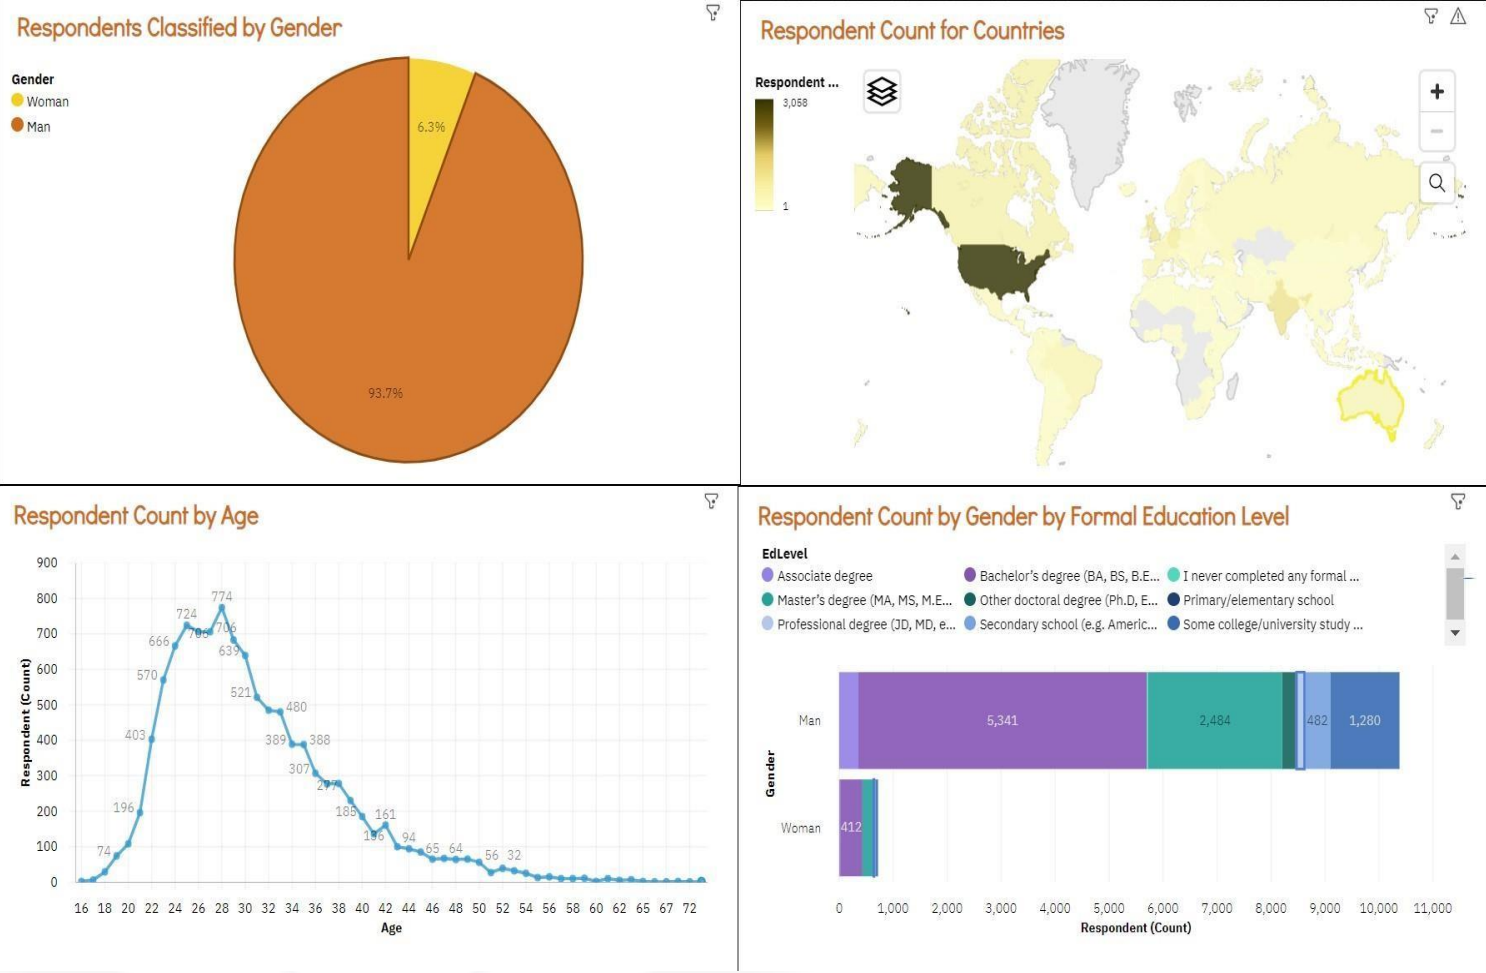 Respondents Classified by Gender
Gender
Woman
Man
6.3%
93.7%
Respondent Count for Countries
Respondent ...
3,058
1
Respondent Count by Age
Respondent (Count)
900
800
700
600
500
400
300
200
100
0
74
196
403
570
666
724
774
706
639
521
480
389
388
307
277
185
161
94
65
64
56
32
16 18 20 22 24 26 28 30 32 34 36 38 40 42 44 46 48 50 52 54 56 58 60 62 65 67 72
Age
Respondent Count by Gender by Formal Education Level
EdLevel
Associate degree
Bachelor's degree (BA, BS, B.E...
I never completed any formal ...
Master's degree (MA, MS, M.E...
Other doctoral degree (Ph.D, E...
Primary/elementary school
Professional degree (JD, MD, e...
Secondary school (e.g. Americ...
Some college/university study ...
Gender
Man
5,341
2,484
482
1,280
Woman
412
0 1,000 2,000 3,000 4,000 5,000 6,000 7,000 8,000 9,000 10,000 11,000
Respondent (Count)